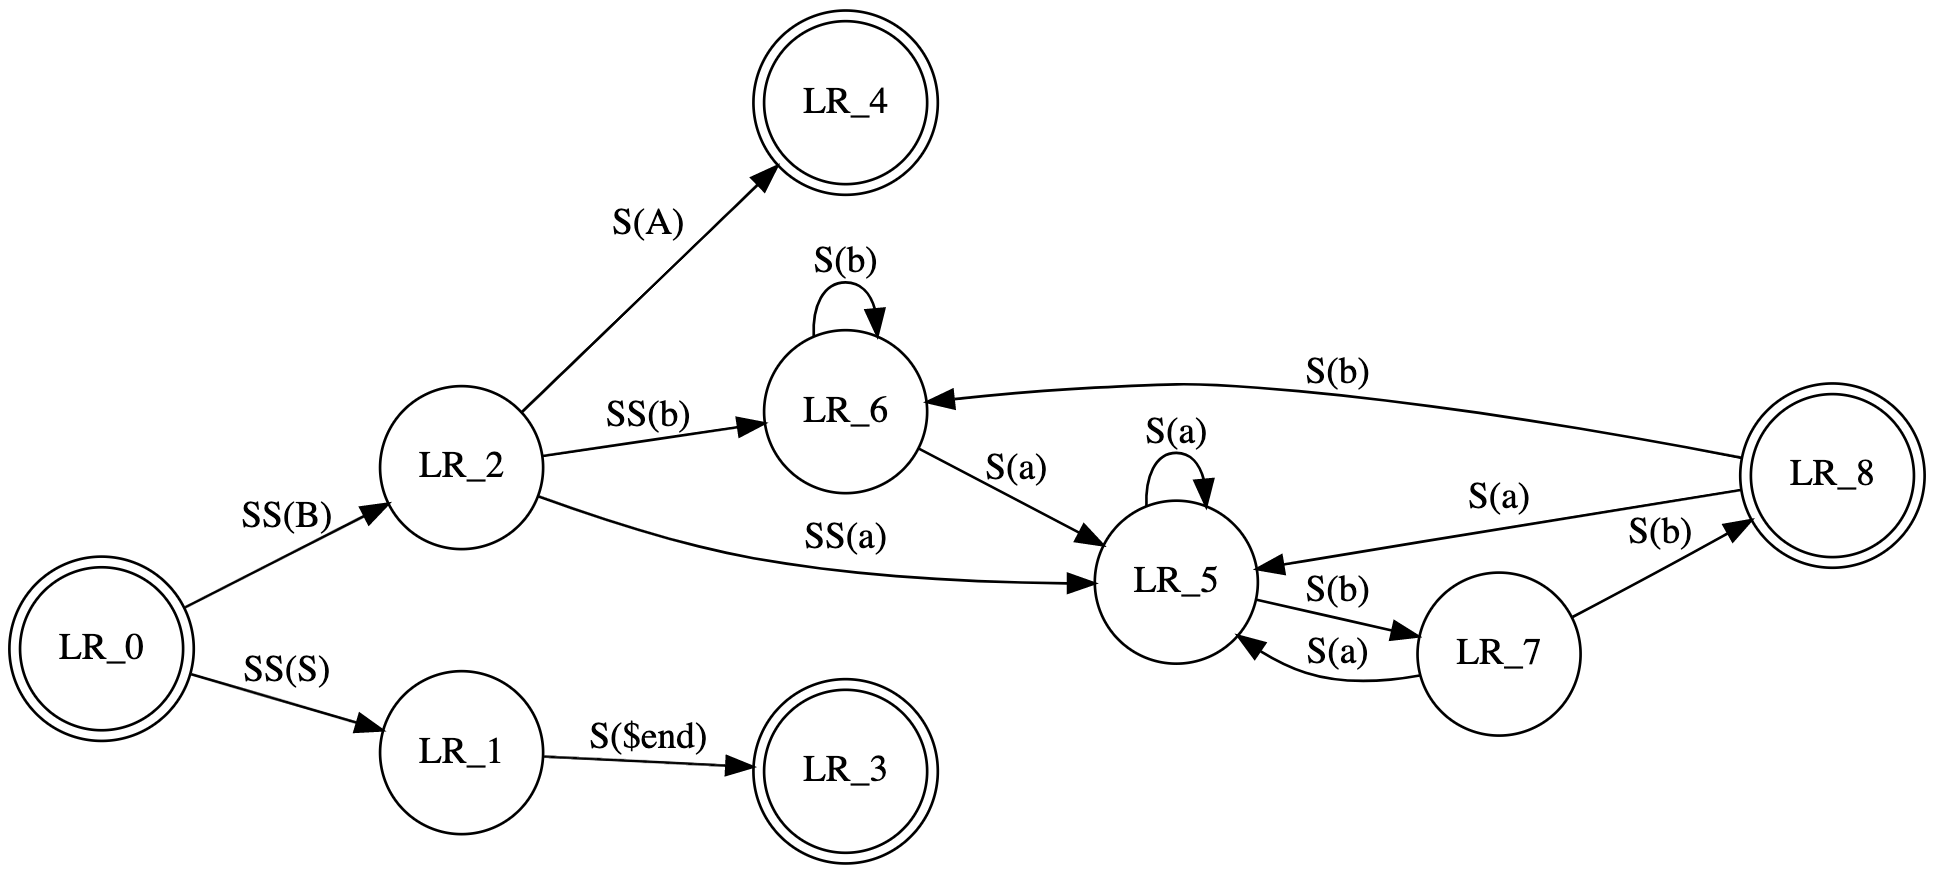 LR_4
S(A)
S(b)
S(b)
SS(b)
LR_6
S(a)
LR_2
S(a)
LR_8
S(a)
SS(B)
SS(a)
S(b)
LR_5
S(b)
LR_0
S(a)
LR_7
SS(S)
LR_1
S($end)
LR_3